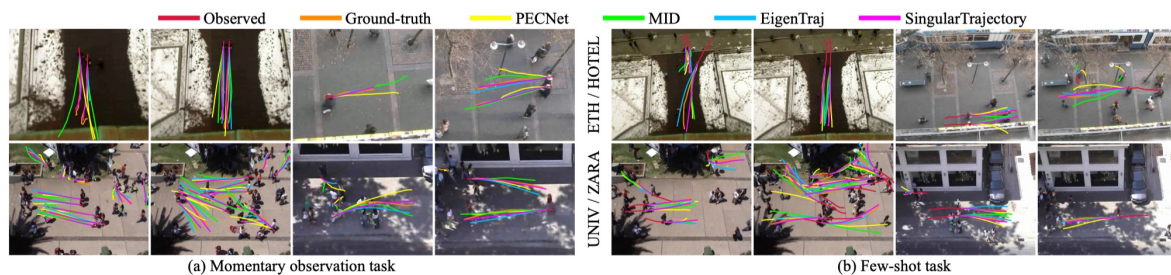 Observed Ground-truth PECNet MID EigenTraj SingularTrajectory
ETH / HOTEL
UNIV / ZARA
(a) Momentary observation task
(b) Few-shot task